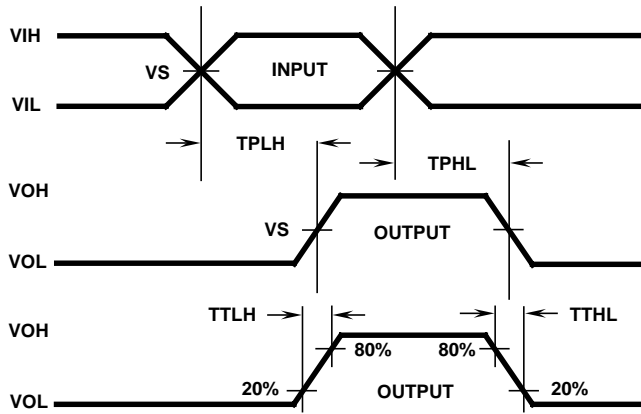 VIH
VS INPUT
VIL
TPLH TPHL
VOH
VS OUTPUT
VOL
TTLH TTHL
VOH
80% 80%
20% OUTPUT 20%
VOL